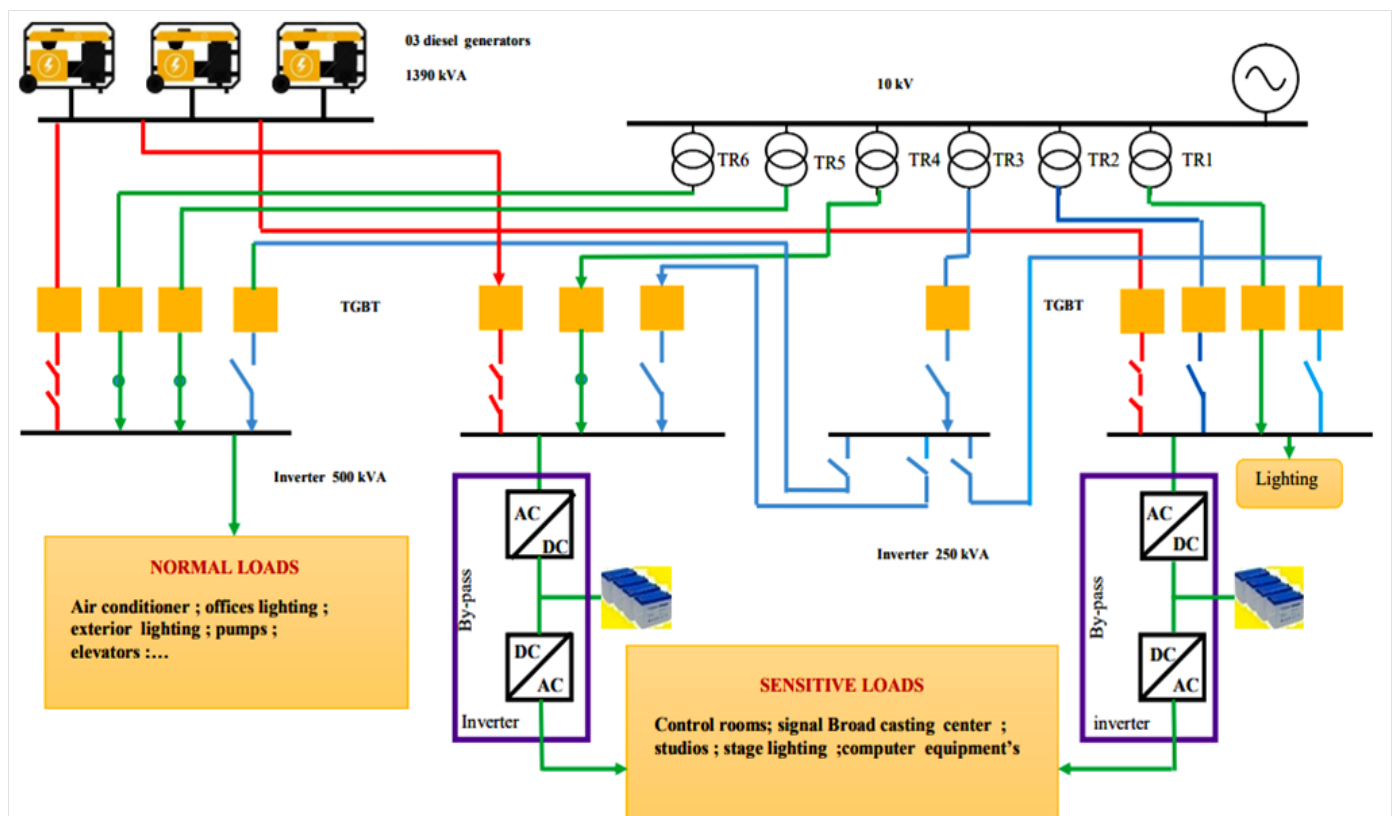 03 diesel generators
1390 kVA
10 kV
TR6
TR5
TR4
TR3
TR2
TR1
TGBT
TGBT
Inverter 500 kVA
Lighting
Inverter 250 kVA
NORMAL LOADS
Air conditioner ; offices lighting ;
exterior lighting ; pumps ;
elevators :...
AC
DC
By-pass
DC
AC
Inverter
AC
DC
By-pass
DC
AC
inverter
SENSITIVE LOADS
Control rooms; signal Broad casting center ;
studios ; stage lighting ;computer equipment’s